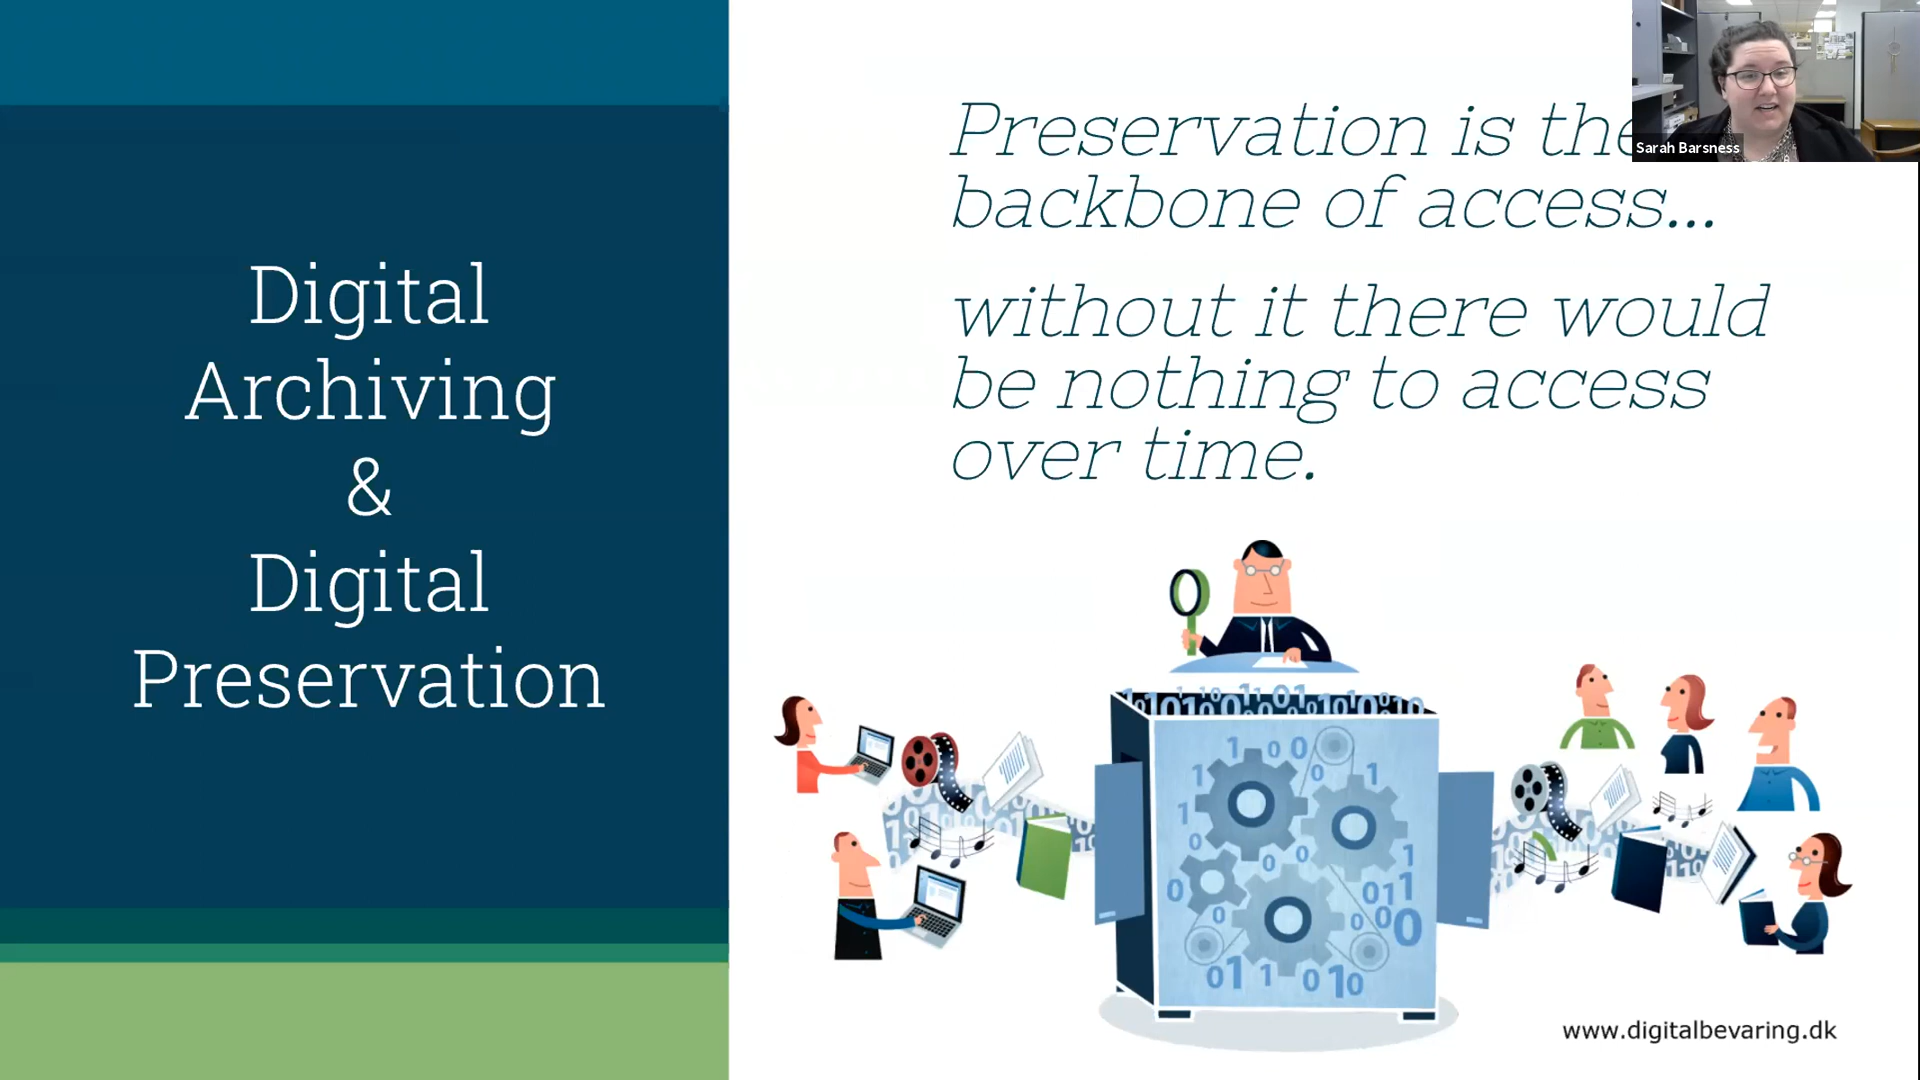 Digital
Archiving
&
Digital
Preservation
Preservation is the
backbone of access...
without it there would
be nothing to access
over time.
Sarah Barsness
www.digitalbevaring.dk